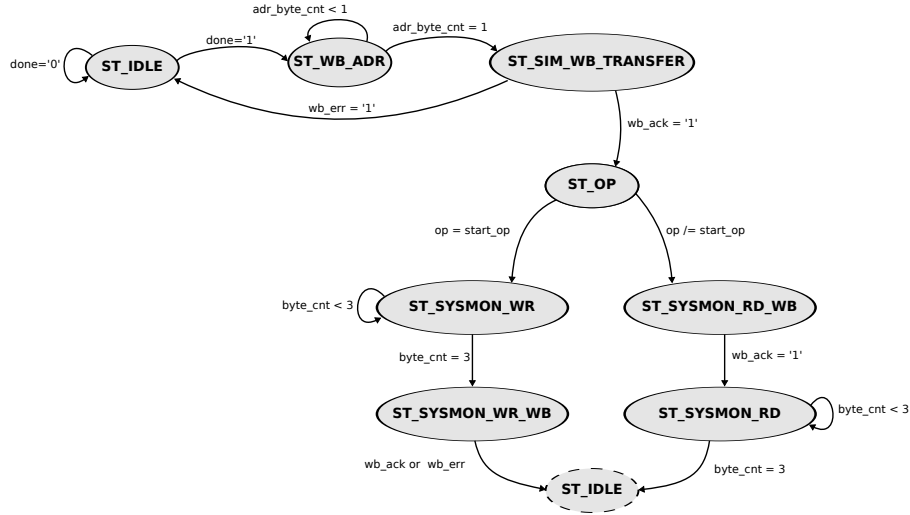 adr_byte_cnt < 1
adr_byte_cnt = 1
done='1'
done='0'
ST_IDLE
ST_WB_ADR
ST_SIM_WB_TRANSFER
wb_err = '1'
wb_ack = '1'
ST_OP
op = start_op
op /= start_op
byte_cnt < 3
ST_SYSMON_WR
ST_SYSMON_RD_WB
byte_cnt = 3
wb_ack = '1'
ST_SYSMON_WR_WB
ST_SYSMON_RD
byte_cnt < 3
wb_ack or wb_err
byte_cnt = 3
ST_IDLE